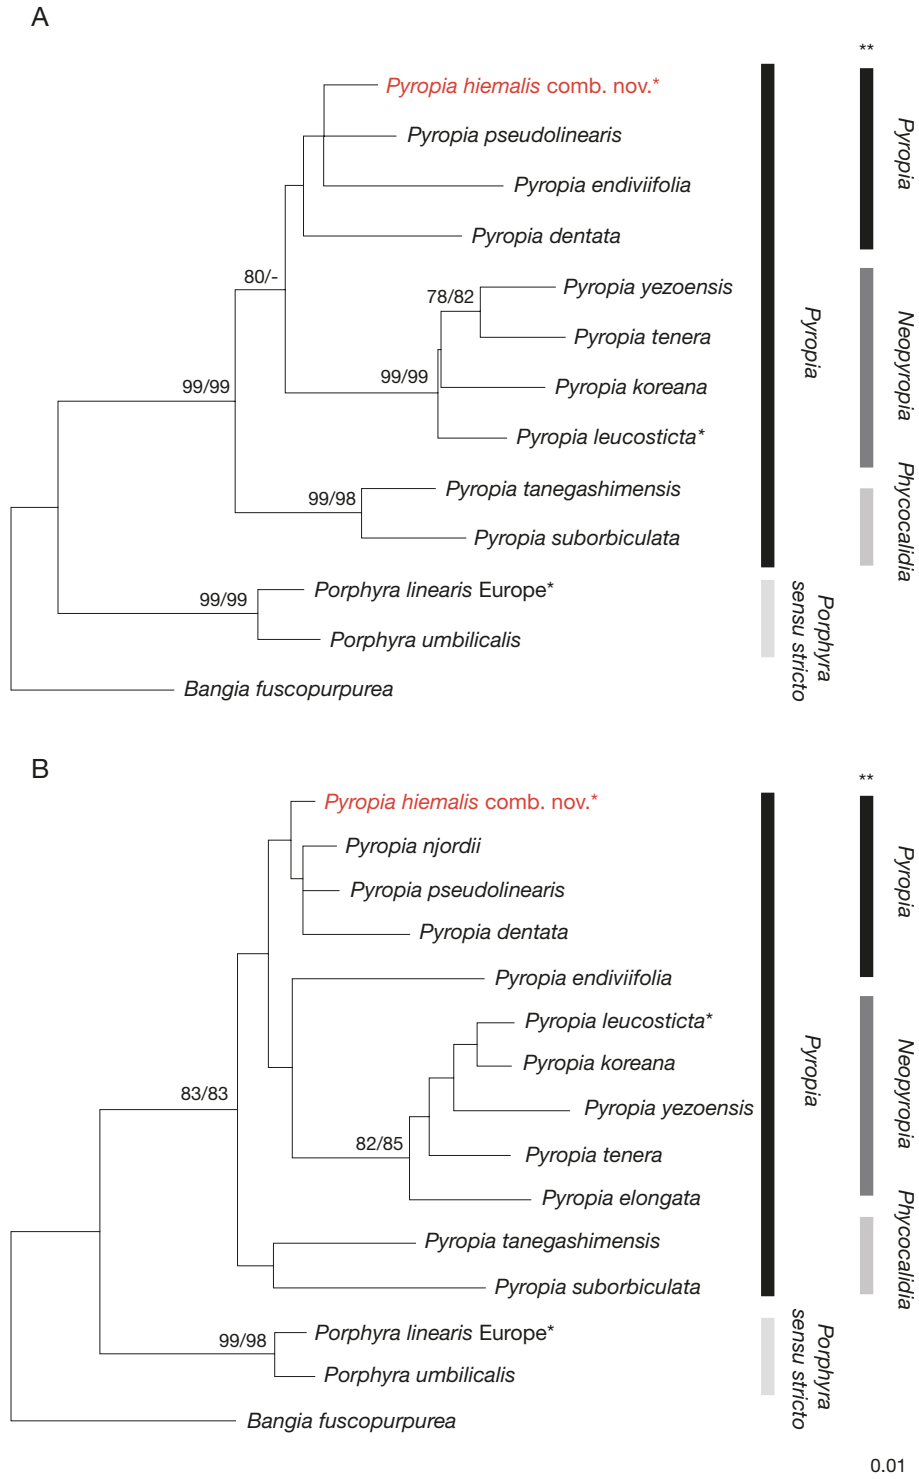 A
**
Pyropia hiemalis comb. nov.*
Pyropia pseudolinearis
Pyropia endiviifolia
Pyropia dentata
80/-
Pyropia yezoensis
78/82
Pyropia tenera
99/99
Pyropia koreana
99/99
Pyropia leucosticta*
Pyropia tanegashimensis
99/98
Pyropia suborbiculata
Porphyra linearis Europe*
99/99
Porphyra umbilicalis
Bangia fuscopurpurea
Pyropia
Porphyra
sensu stricto
Pyropia
Neopyropia
Phycocalidia
B
**
Pyropia hiemalis comb. nov.*
Pyropia njordii
Pyropia pseudolinearis
Pyropia dentata
Pyropia endiviifolia
Pyropia leucosticta*
Pyropia koreana
83/83
Pyropia yezoensis
82/85
Pyropia tenera
Pyropia elongata
Pyropia tanegashimensis
Pyropia suborbiculata
Porphyra linearis Europe*
99/98
Porphyra umbilicalis
Bangia fuscopurpurea
Pyropia
Porphyra
sensu stricto
Pyropia
Neopyropia
Phycocalidia
0.01